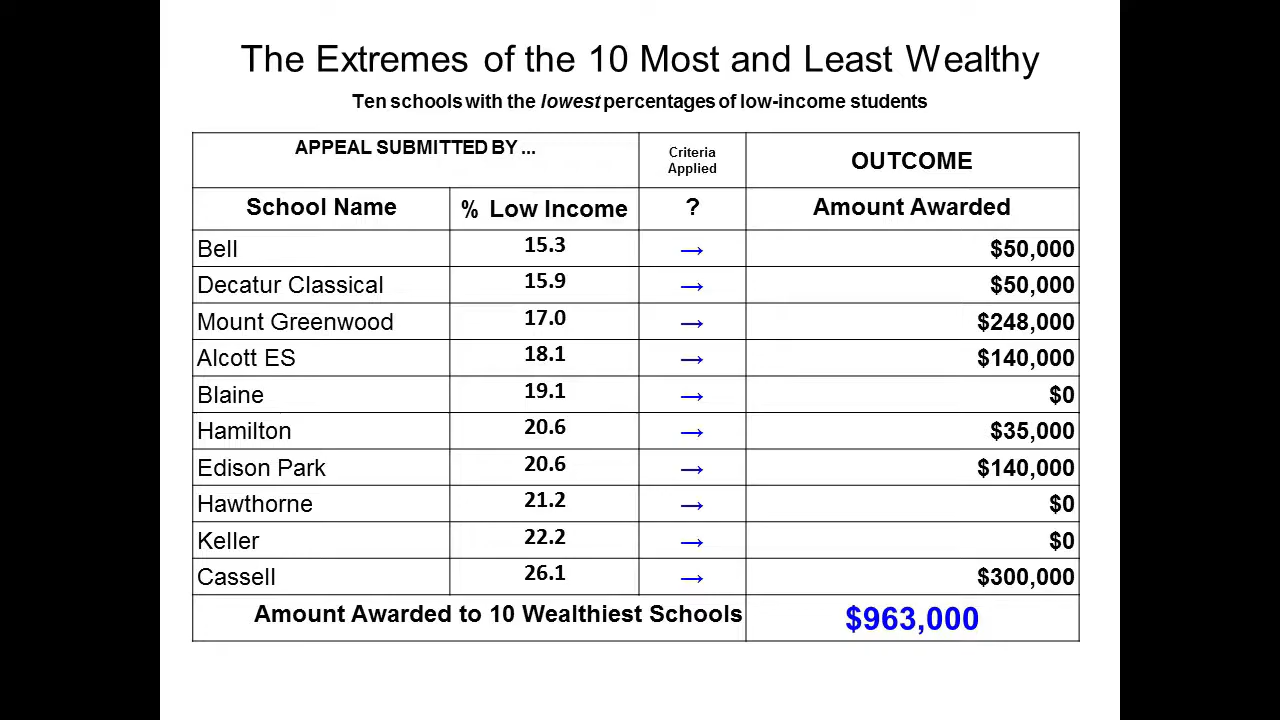 The Extremes of the 10 Most and Least Wealthy
Ten schools with the lowest percentages of low-income students
APPEAL SUBMITTED BY ... Criteria Applied OUTCOME
School Name % Low Income ? Amount Awarded
Bell 15.3 → $50,000
Decatur Classical 15.9 → $50,000
Mount Greenwood 17.0 → $248,000
Alcott ES 18.1 → $140,000
Blaine 19.1 → $0
Hamilton 20.6 → $35,000
Edison Park 20.6 → $140,000
Hawthorne 21.2 → $0
Keller 22.2 → $0
Cassell 26.1 → $300,000
Amount Awarded to 10 Wealthiest Schools $963,000